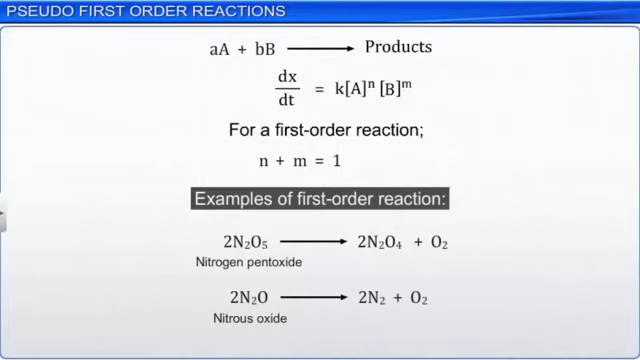 PSEUDO FIRST ORDER REACTIONS
aA + bB ⟶ Products
dx/dt = k[A]ⁿ [B]ᵐ
For a first-order reaction;
n + m = 1
Examples of first-order reaction:
2N₂O₅ ⟶ 2N₂O₄ + O₂
Nitrogen pentoxide
2N₂O ⟶ 2N₂ + O₂
Nitrous oxide